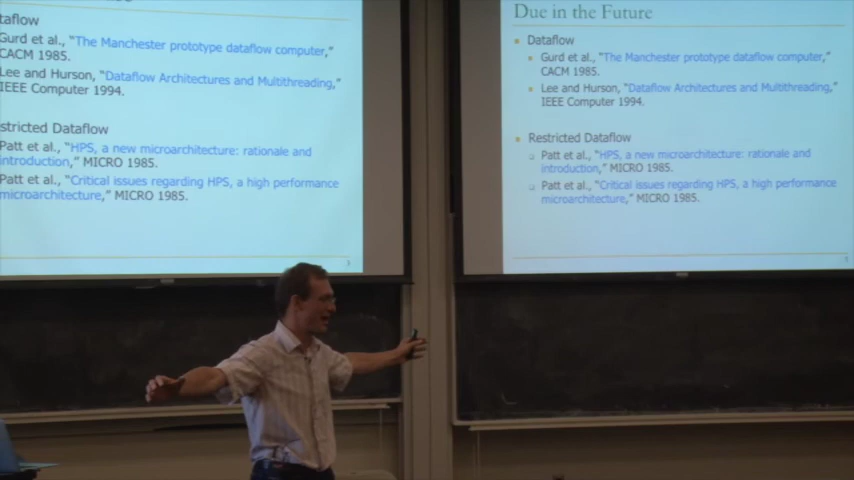 taflow
Gurd et al., “The Manchester prototype dataflow computer,”
CACM 1985.
Lee and Hurson, “Dataflow Architectures and Multithreading,”
IEEE Computer 1994.
stricted Dataflow
Patt et al., “HPS, a new microarchitecture: rationale and
introduction,” MICRO 1985.
Patt et al., “Critical issues regarding HPS, a high performance
microarchitecture,” MICRO 1985.
3
Due in the Future
Dataflow
Gurd et al., “The Manchester prototype dataflow computer,”
CACM 1985.
Lee and Hurson, “Dataflow Architectures and Multithreading,”
IEEE Computer 1994.
Restricted Dataflow
Patt et al., “HPS, a new microarchitecture: rationale and
introduction,” MICRO 1985.
Patt et al., “Critical issues regarding HPS, a high performance
microarchitecture,” MICRO 1985.
3